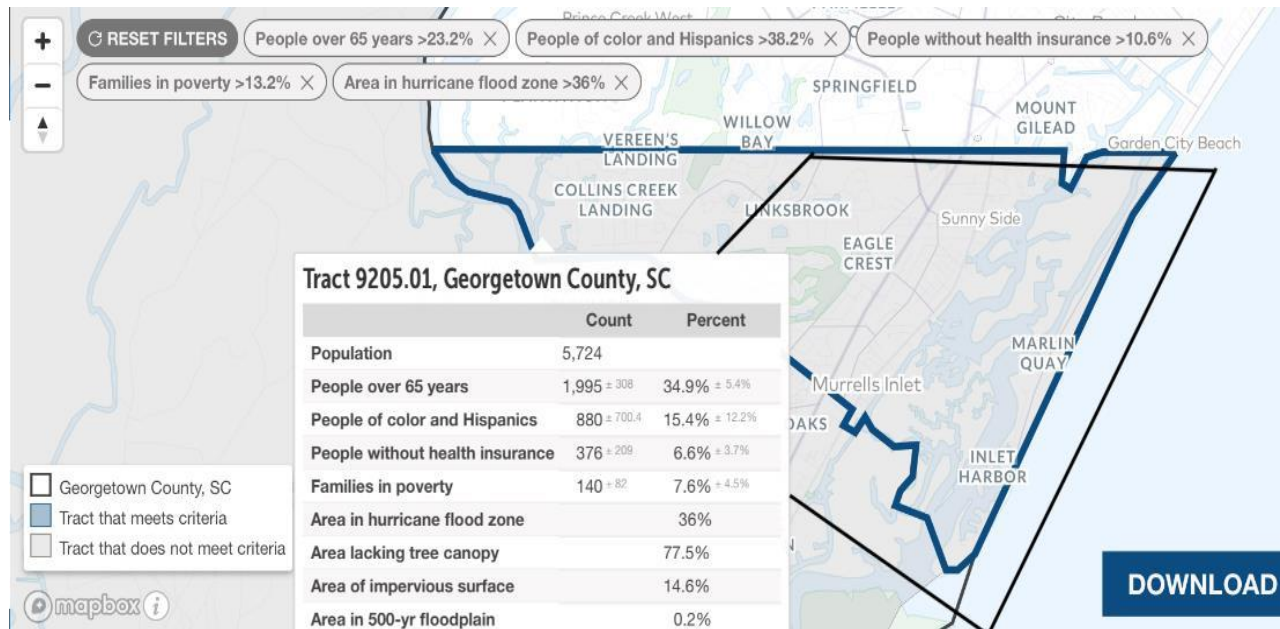 Prince Creek West
RESET FILTERS
People over 65 years >23.2% ×
People of color and Hispanics >38.2% ×
People without health insurance >10.6% ×
Families in poverty >13.2% ×
Area in hurricane flood zone >36% ×
SPRINGFIELD
MOUNT
GILEAD
WILLOW
BAY
VEREEN'S
LANDING
Garden City Beach
COLLINS CREEK
LANDING
LINKSBROOK
Sunny Side
EAGLE
CREST
Tract 9205.01, Georgetown County, SC
Count Percent
Population 5,724
People over 65 years 1,995 ± 308 34.9% ± 5.4%
People of color and Hispanics 880 ± 700.4 15.4% ± 12.2%
People without health insurance 376 ± 209 6.6% ± 3.7%
Families in poverty 140 ± 82 7.6% ± 4.5%
Area in hurricane flood zone 36%
Area lacking tree canopy 77.5%
Area of impervious surface 14.6%
Area in 500-yr floodplain 0.2%
MARLIN
QUAY
Murrells Inlet
OAKS
INLET
HARBOR
Georgetown County, SC
Tract that meets criteria
Tract that does not meet criteria
mapbox
DOWNLOAD